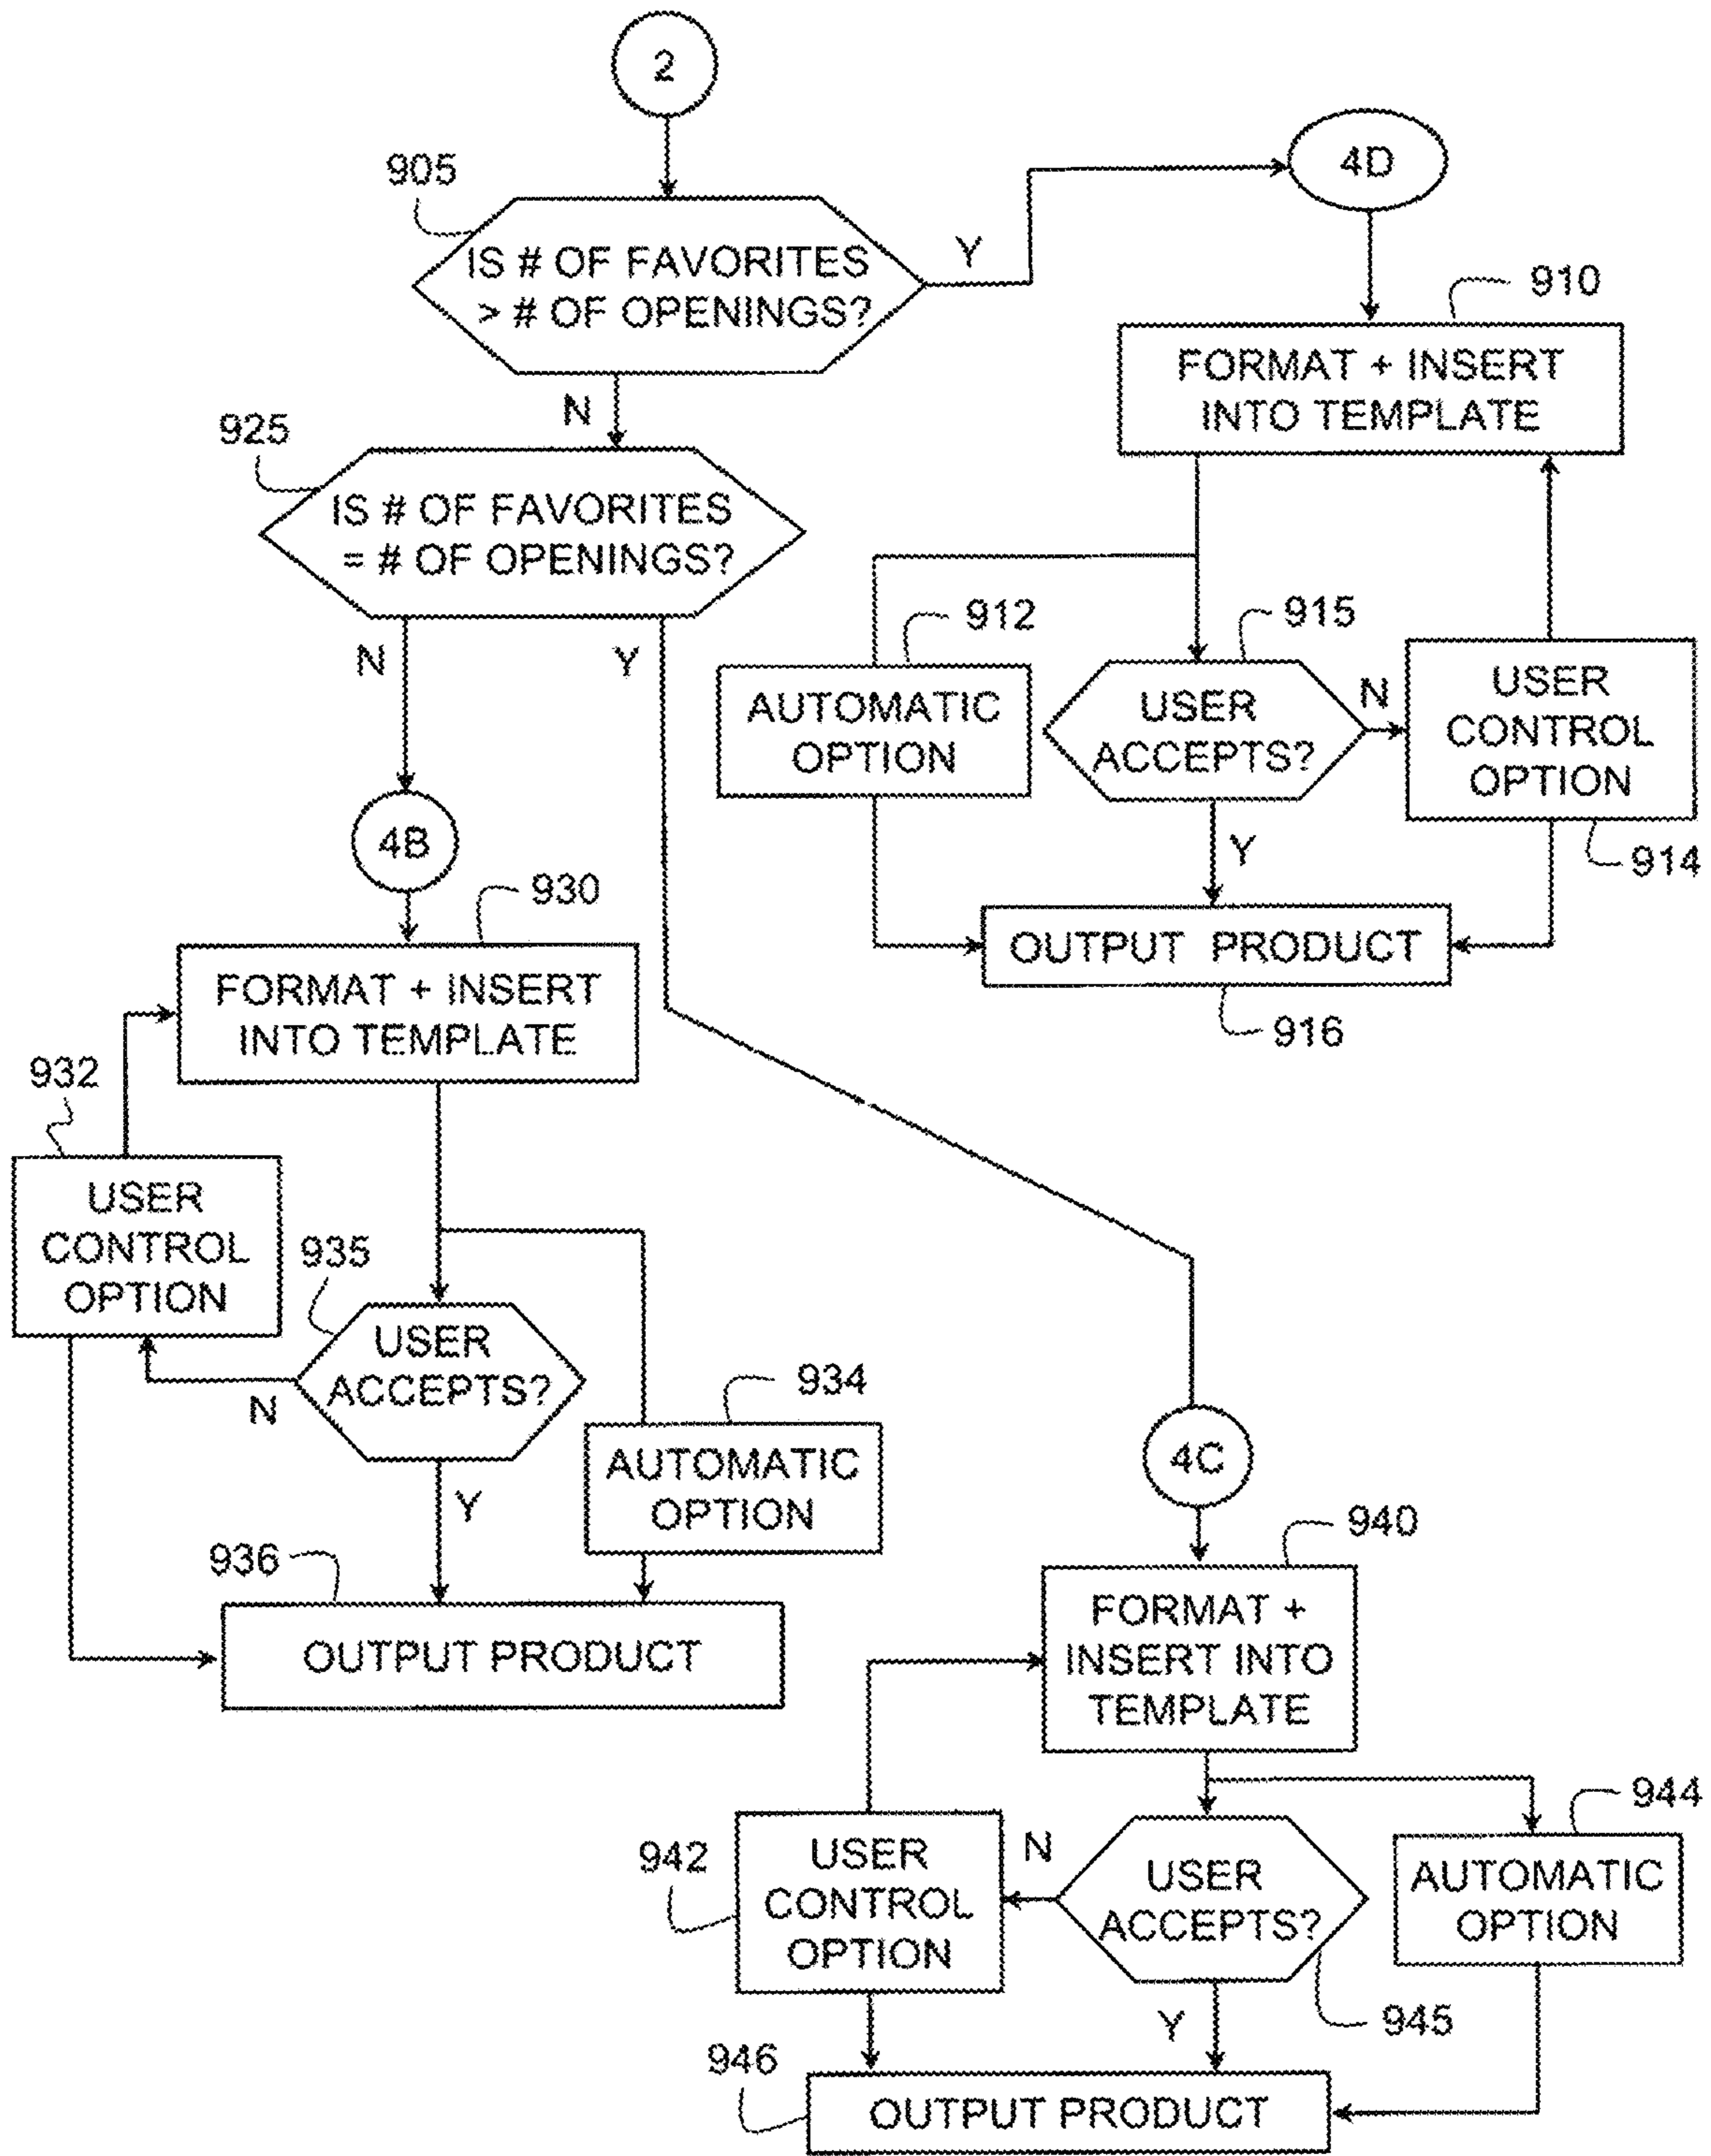 2
905
IS # OF FAVORITES
> # OF OPENINGS?
Y
N
4D
910
FORMAT + INSERT
INTO TEMPLATE
925
IS # OF FAVORITES
= # OF OPENINGS?
N
Y
912
AUTOMATIC
OPTION
915
USER
ACCEPTS?
N
Y
USER
CONTROL
OPTION
914
OUTPUT PRODUCT
916
4B
930
FORMAT + INSERT
INTO TEMPLATE
932
USER
CONTROL
OPTION
935
USER
ACCEPTS?
N
Y
934
AUTOMATIC
OPTION
936
OUTPUT PRODUCT
4C
940
FORMAT +
INSERT INTO
TEMPLATE
942
USER
CONTROL
OPTION
N
USER
ACCEPTS?
Y
945
944
AUTOMATIC
OPTION
946
OUTPUT PRODUCT